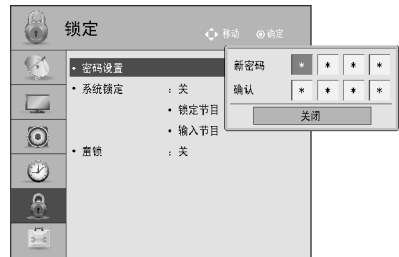 锁定
移动 ◉ 确定
• 密码设置
• 系统锁定 : 关
• 锁定节目
• 输入节目
• 童锁 : 关
新密码 * * * *
确认 * * * *
关闭